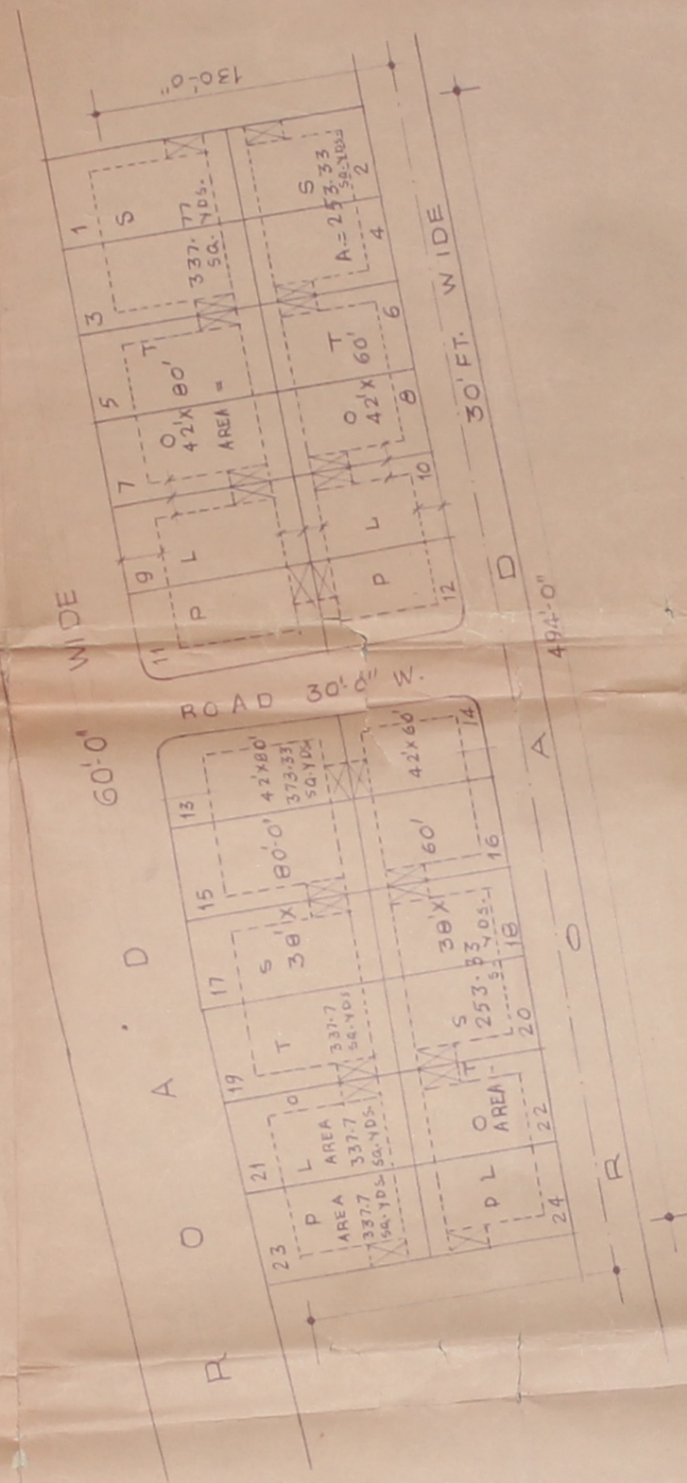 60'-0" WIDE
R O A D
30' FT. WIDE
R O A D
494'-0"
130'-0"
ROAD 30'-0" W.
23 21 19 17 15 13
P L O T S
AREA
337.7
SQ.YDS.
AREA
337.7
SQ.YDS.
337.7
SQ.YDS
38'X 80'-0"
42'X80'
373.33
SQ.YDS
24 22 20 18 16 14
P L O T S
AREA
253.33
SQ.YDS.
38'X 60'
42'X60'
11 9 7 5 3 1
P L O T S
42'X 80'
AREA =
337.77
SQ. YDS.
12 10 8 6 4 2
P L O T S
42'X 60'
A.= 253.33
SQ.YDS